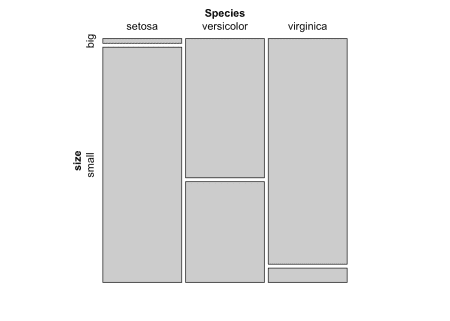 Species
setosa versicolor virginica
big
size
small